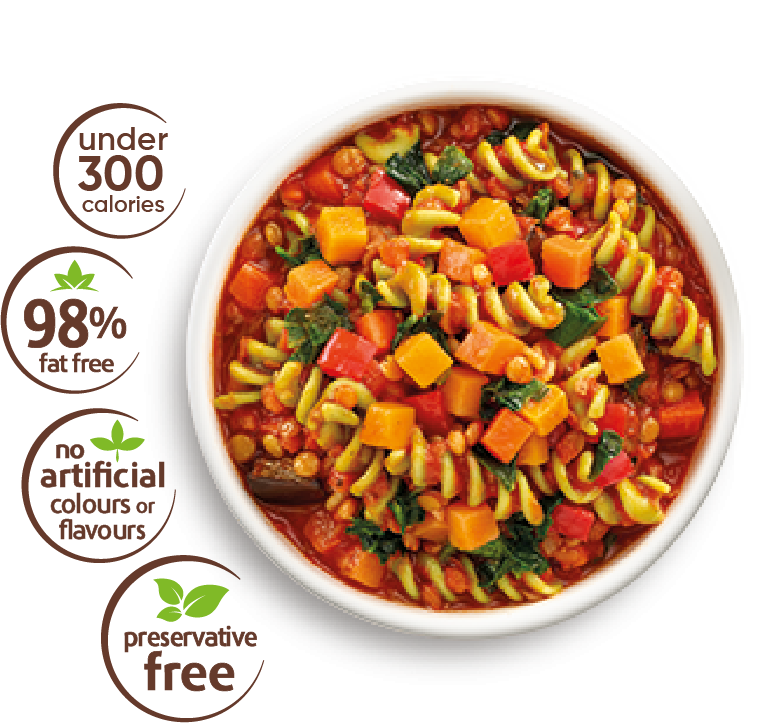 under
300
calories
98%
fat free
no
artificial
colours or
flavours
preservative
free